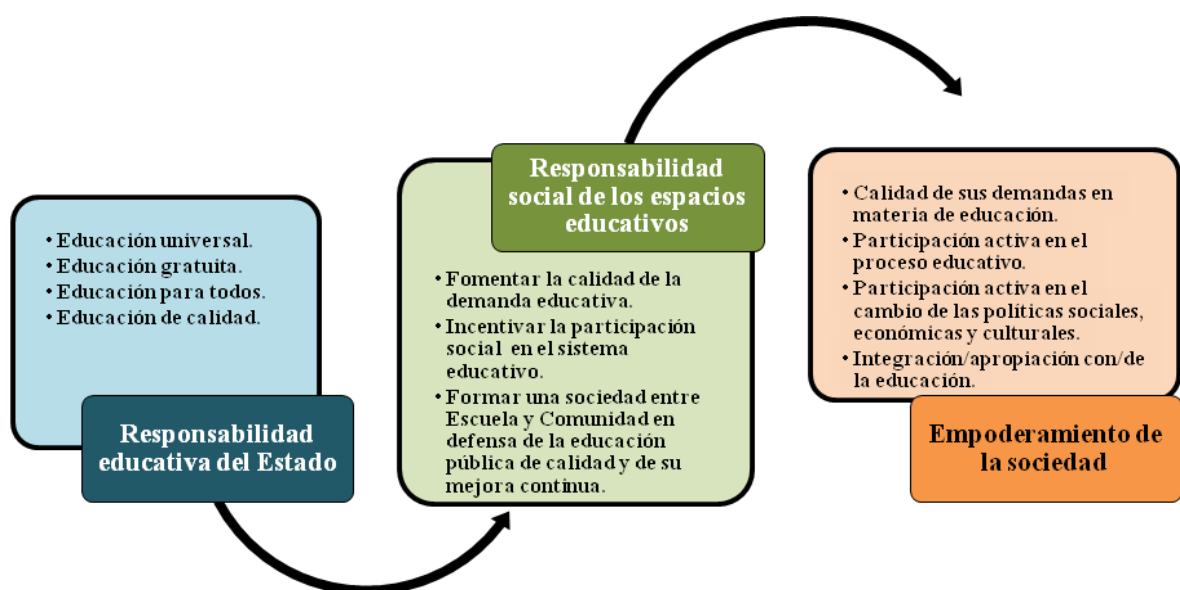 • Educación universal.
• Educación gratuita.
• Educación para todos.
• Educación de calidad.
Responsabilidad
educativa del Estado
Responsabilidad
social de los espacios
educativos
• Fomentar la calidad de la
demanda educativa.
• Incentivar la participación
social en el sistema
educativo.
• Formar una sociedad entre
Escuela y Comunidad en
defensa de la educación
pública de calidad y de su
mejora continua.
• Calidad de sus demandas en
materia de educación.
• Participación activa en el
proceso educativo.
• Participación activa en el
cambio de las políticas sociales,
económicas y culturales.
• Integración/apropiación con/de
la educación.
Empoderamiento de
la sociedad